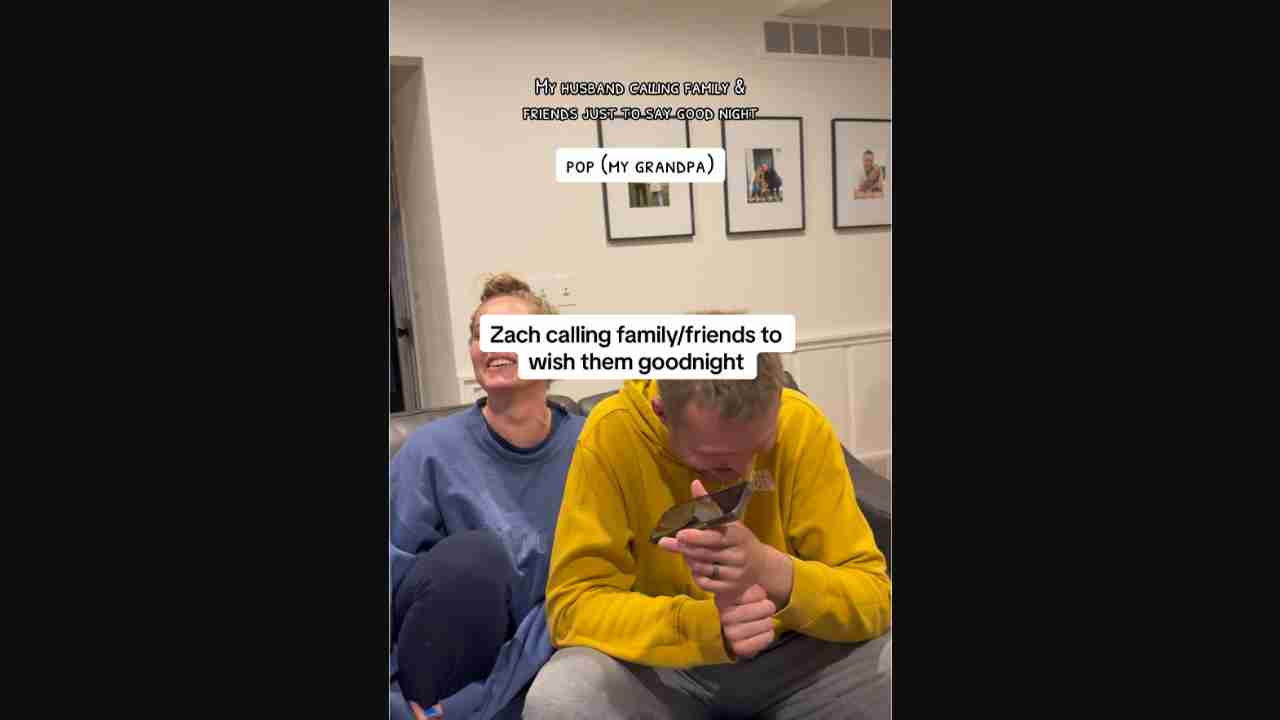 MY HUSBAND CALLING FAMILY &
FRIENDS JUST TO SAY GOOD NIGHT
POP (MY GRANDPA)
Zach calling family/friends to
wish them goodnight